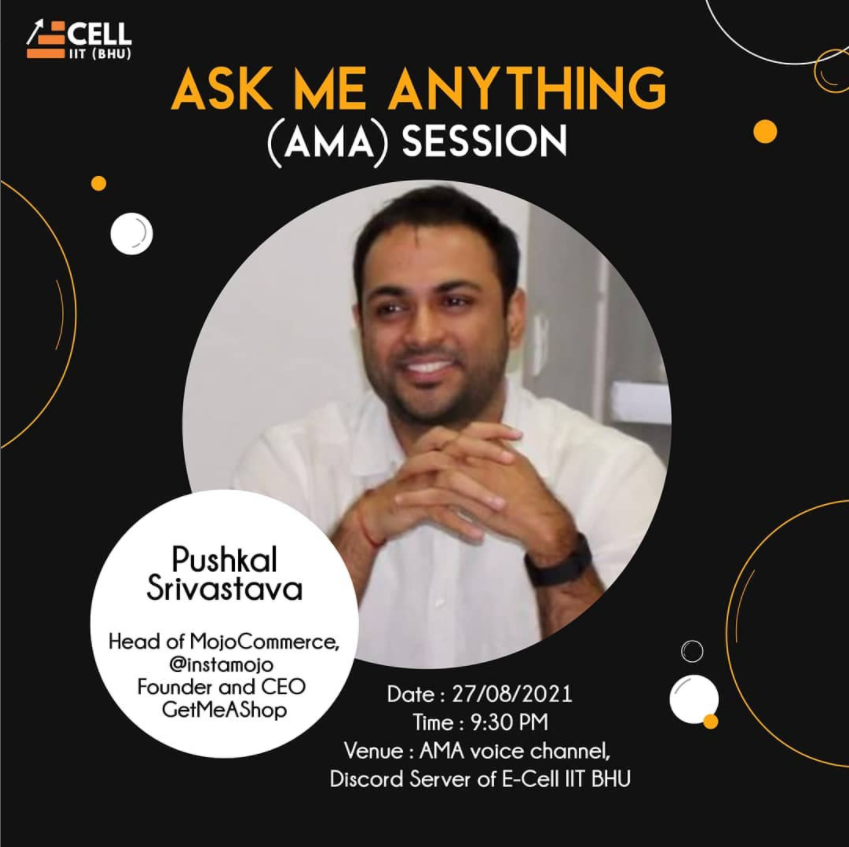 CELL
IIT (BHU)
ASK ME ANYTHING
(AMA) SESSION
Pushkal
Srivastava
Head of MojoCommerce,
@instamojo
Founder and CEO
GetMeAShop
Date : 27/08/2021
Time : 9:30 PM
Venue : AMA voice channel,
Discord Server of E-Cell IIT BHU